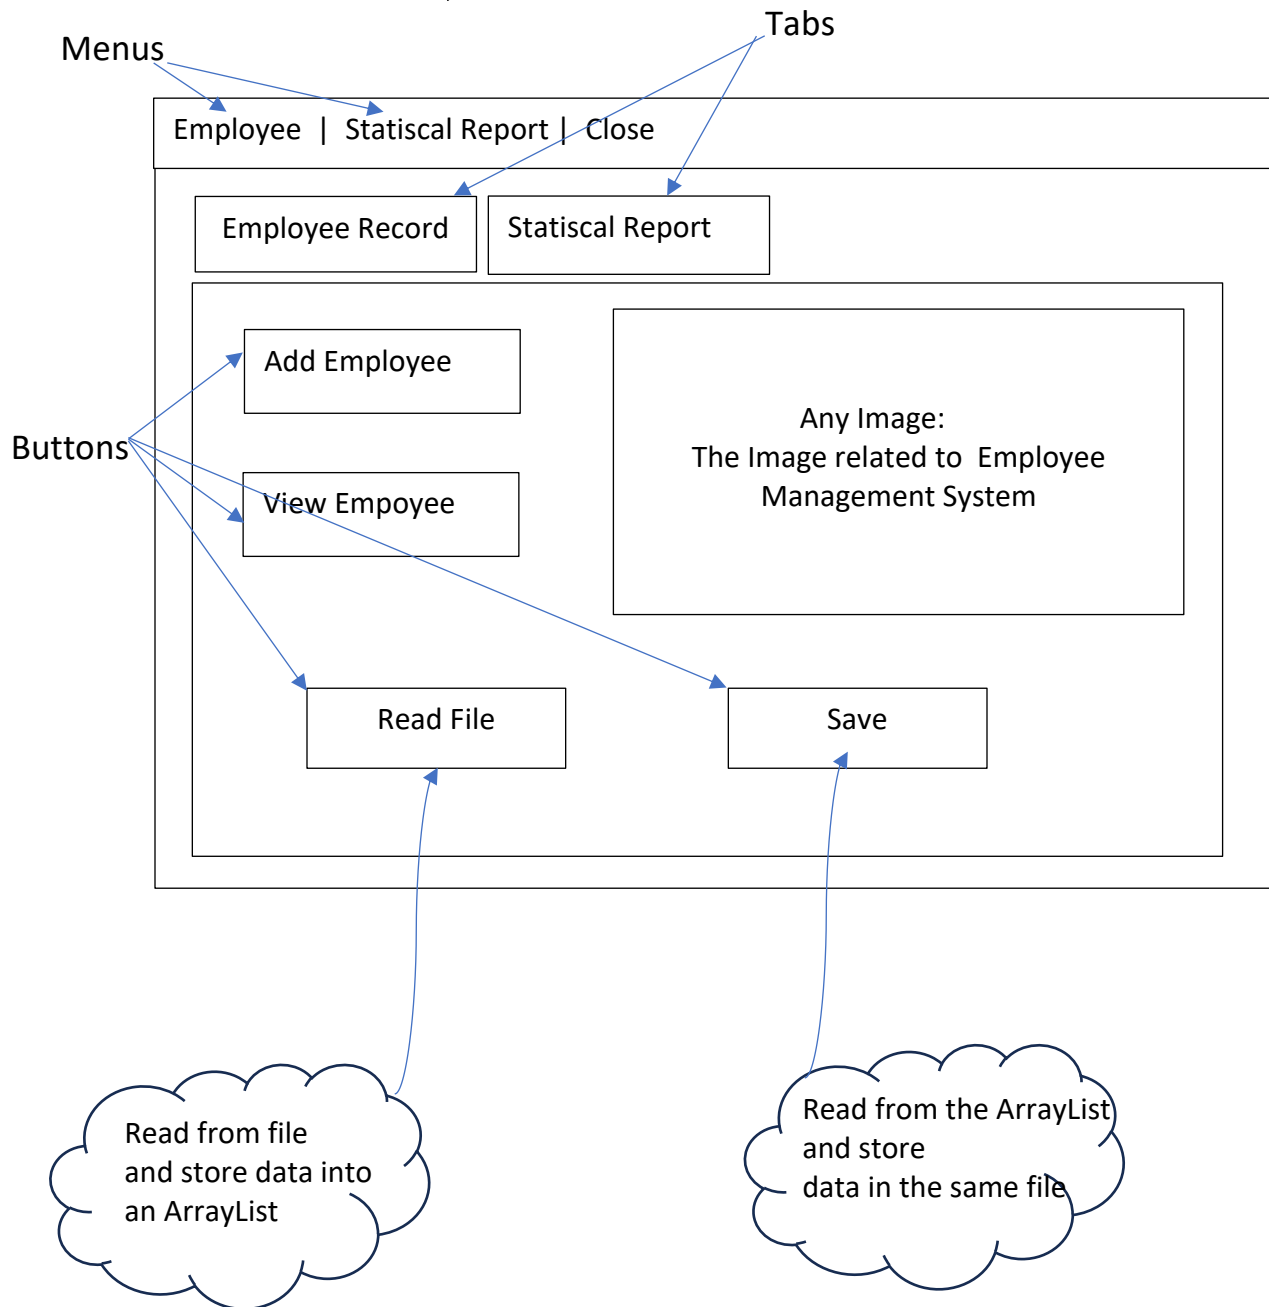 Tabs
Menus
Employee | Statiscal Report | Close
Employee Record
Statiscal Report
Add Employee
Any Image:
The Image related to Employee
Management System
Buttons
View Empoyee
Read File
Save
Read from file
and store data into
an ArrayList
Read from the ArrayList
and store
data in the same file